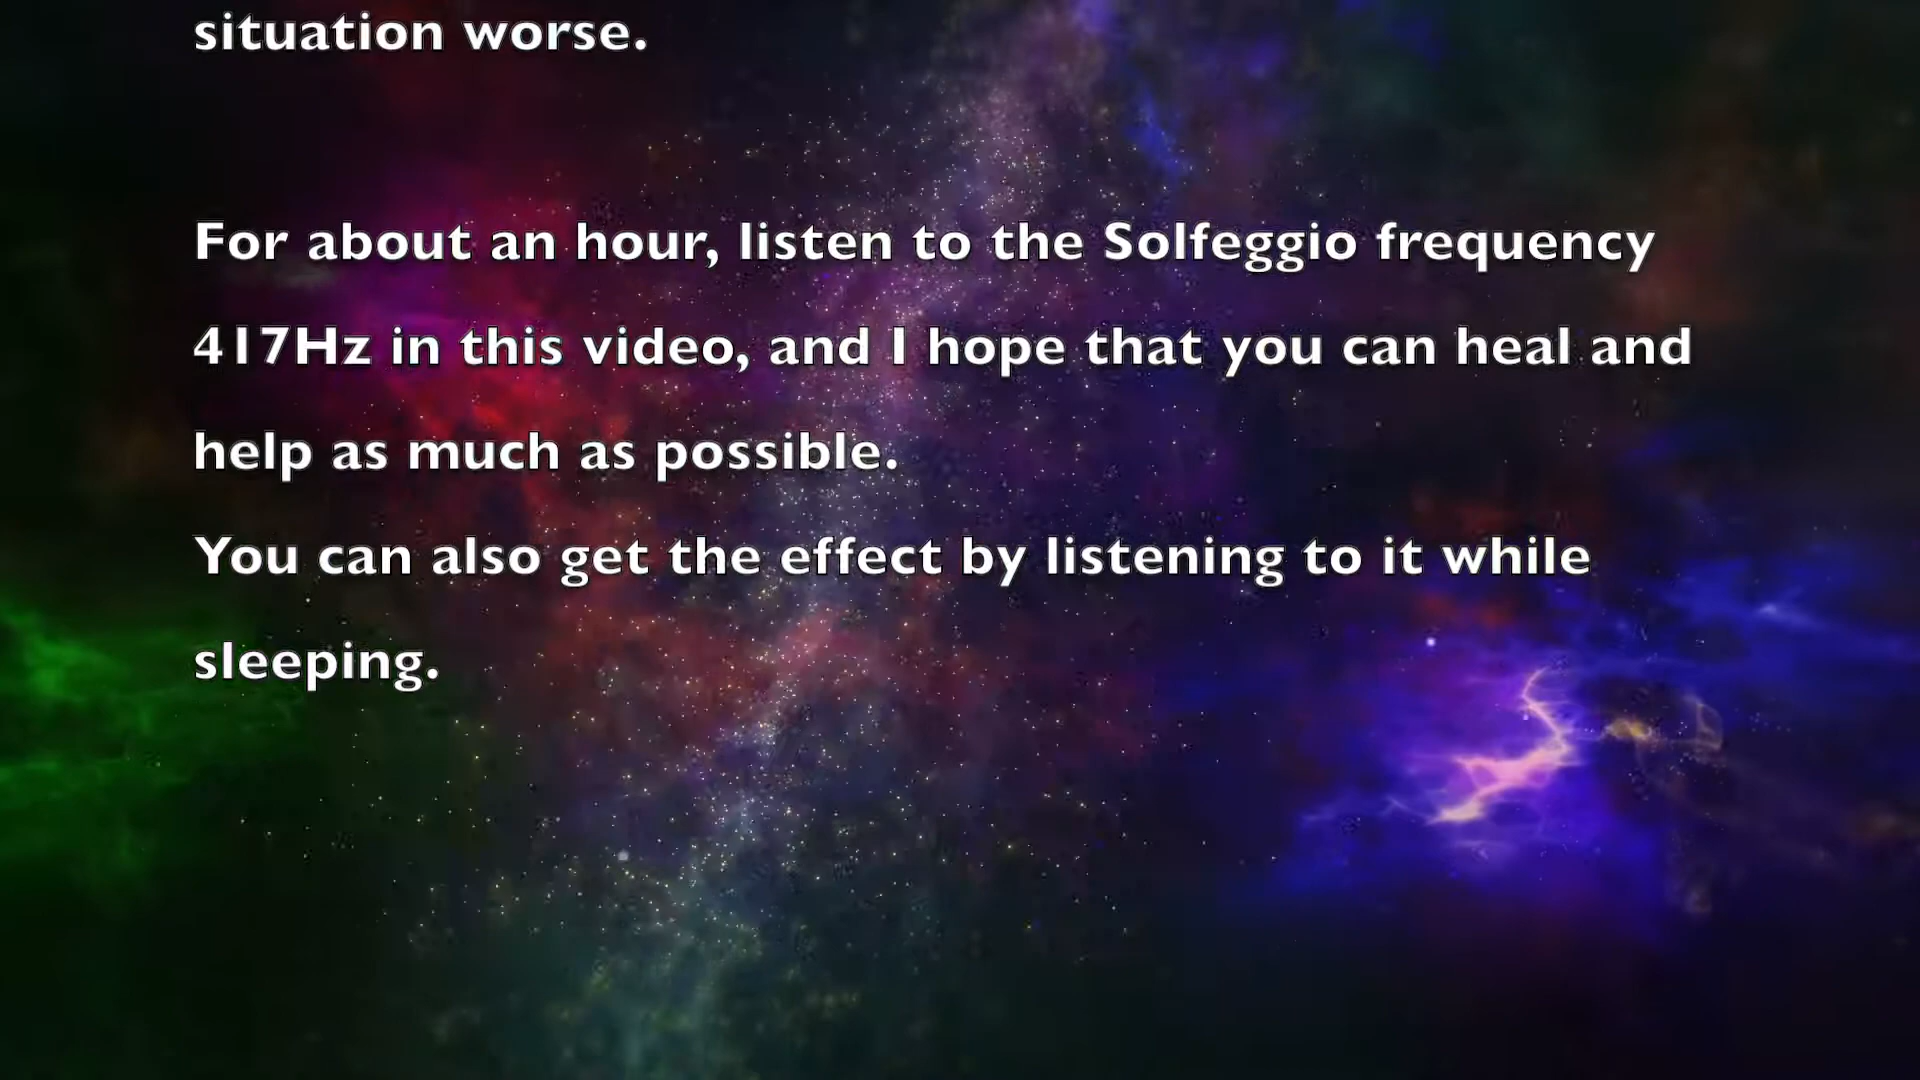 situation worse.
For about an hour, listen to the Solfeggio frequency
417Hz in this video, and I hope that you can heal and
help as much as possible.
You can also get the effect by listening to it while
sleeping.